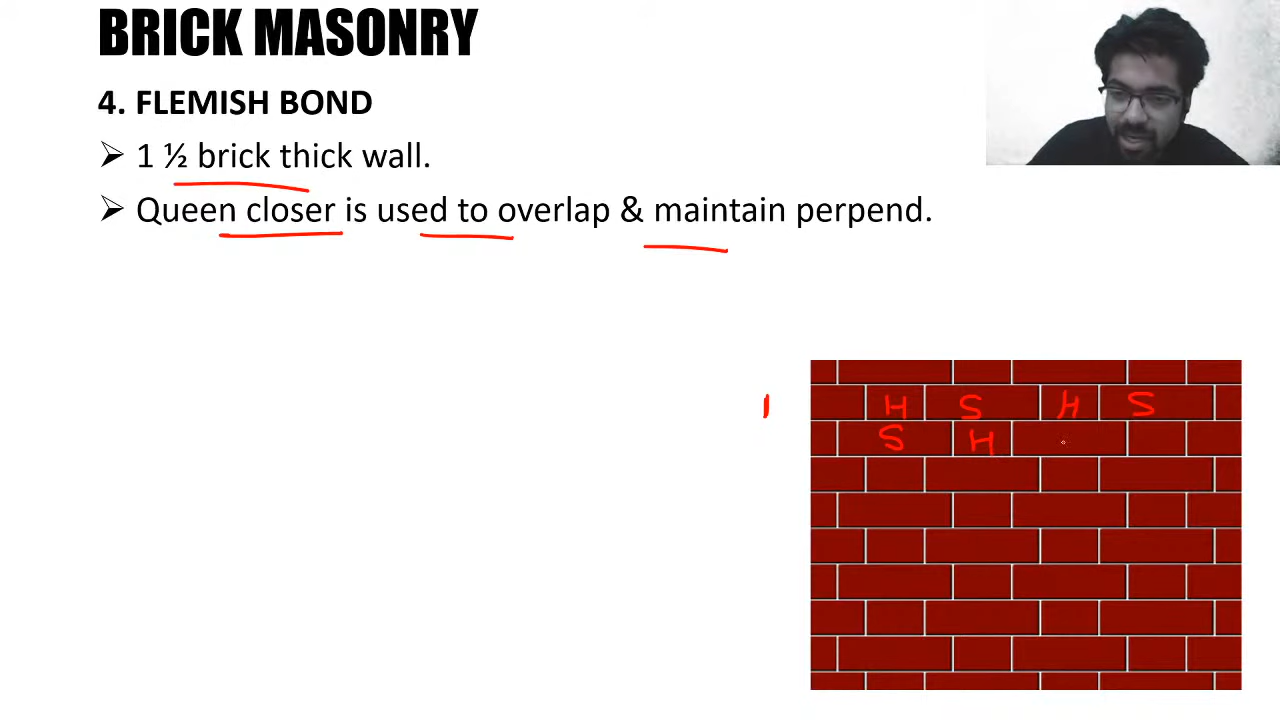 BRICK MASONRY
4. FLEMISH BOND
➢ 1 ½ brick thick wall.
➢ Queen closer is used to overlap & maintain perpend.
1 H S H S
S H